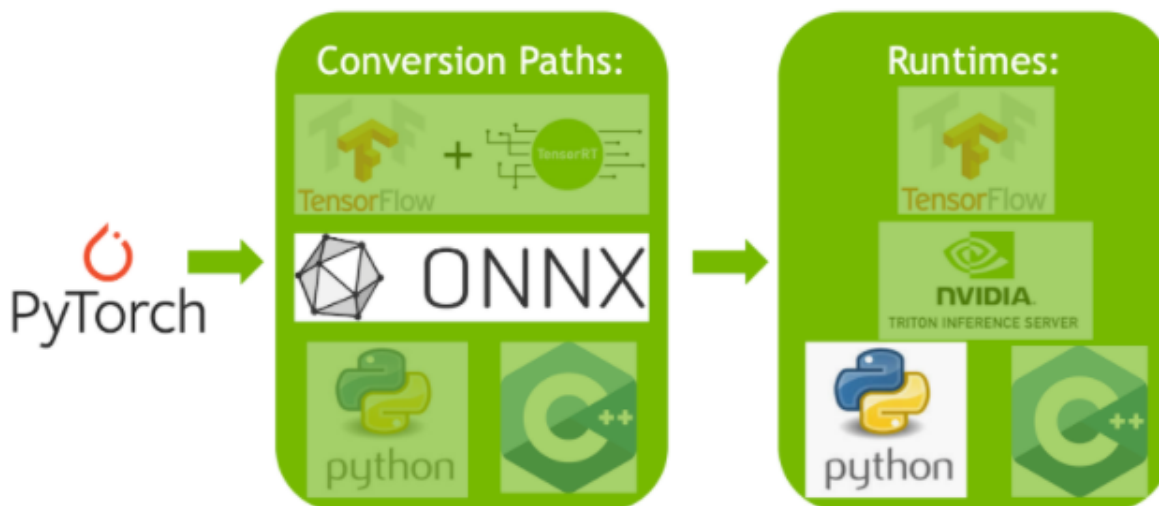 PyTorch
Conversion Paths:
TensorFlow
+
TensorRT
ONNX
python
C++
Runtimes:
TensorFlow
NVIDIA.
TRITON INFERENCE SERVER
python
C++